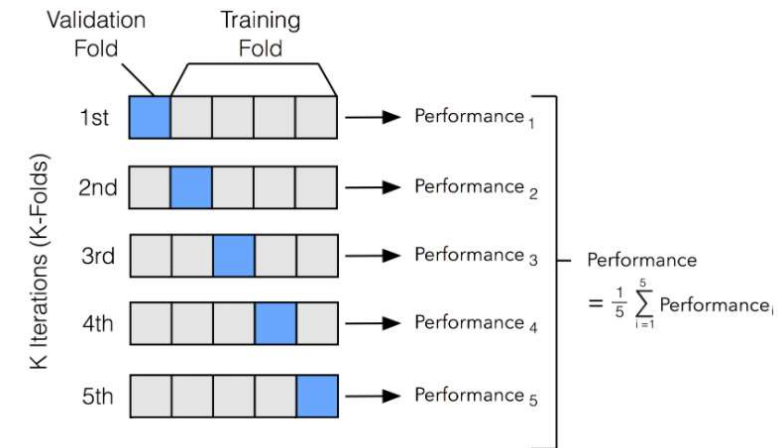 Validation
Fold
Training
Fold
K Iterations (K-Folds)
1st
Performance 1
2nd
Performance 2
3rd
Performance 3
4th
Performance 4
5th
Performance 5
Performance
= 1/5 5∑i=1 Performance i